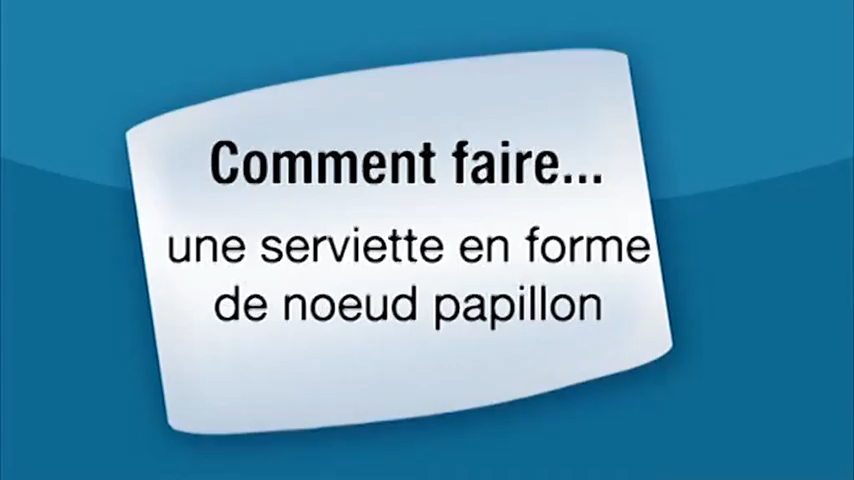 Comment faire...
une serviette en forme
de noeud papillon